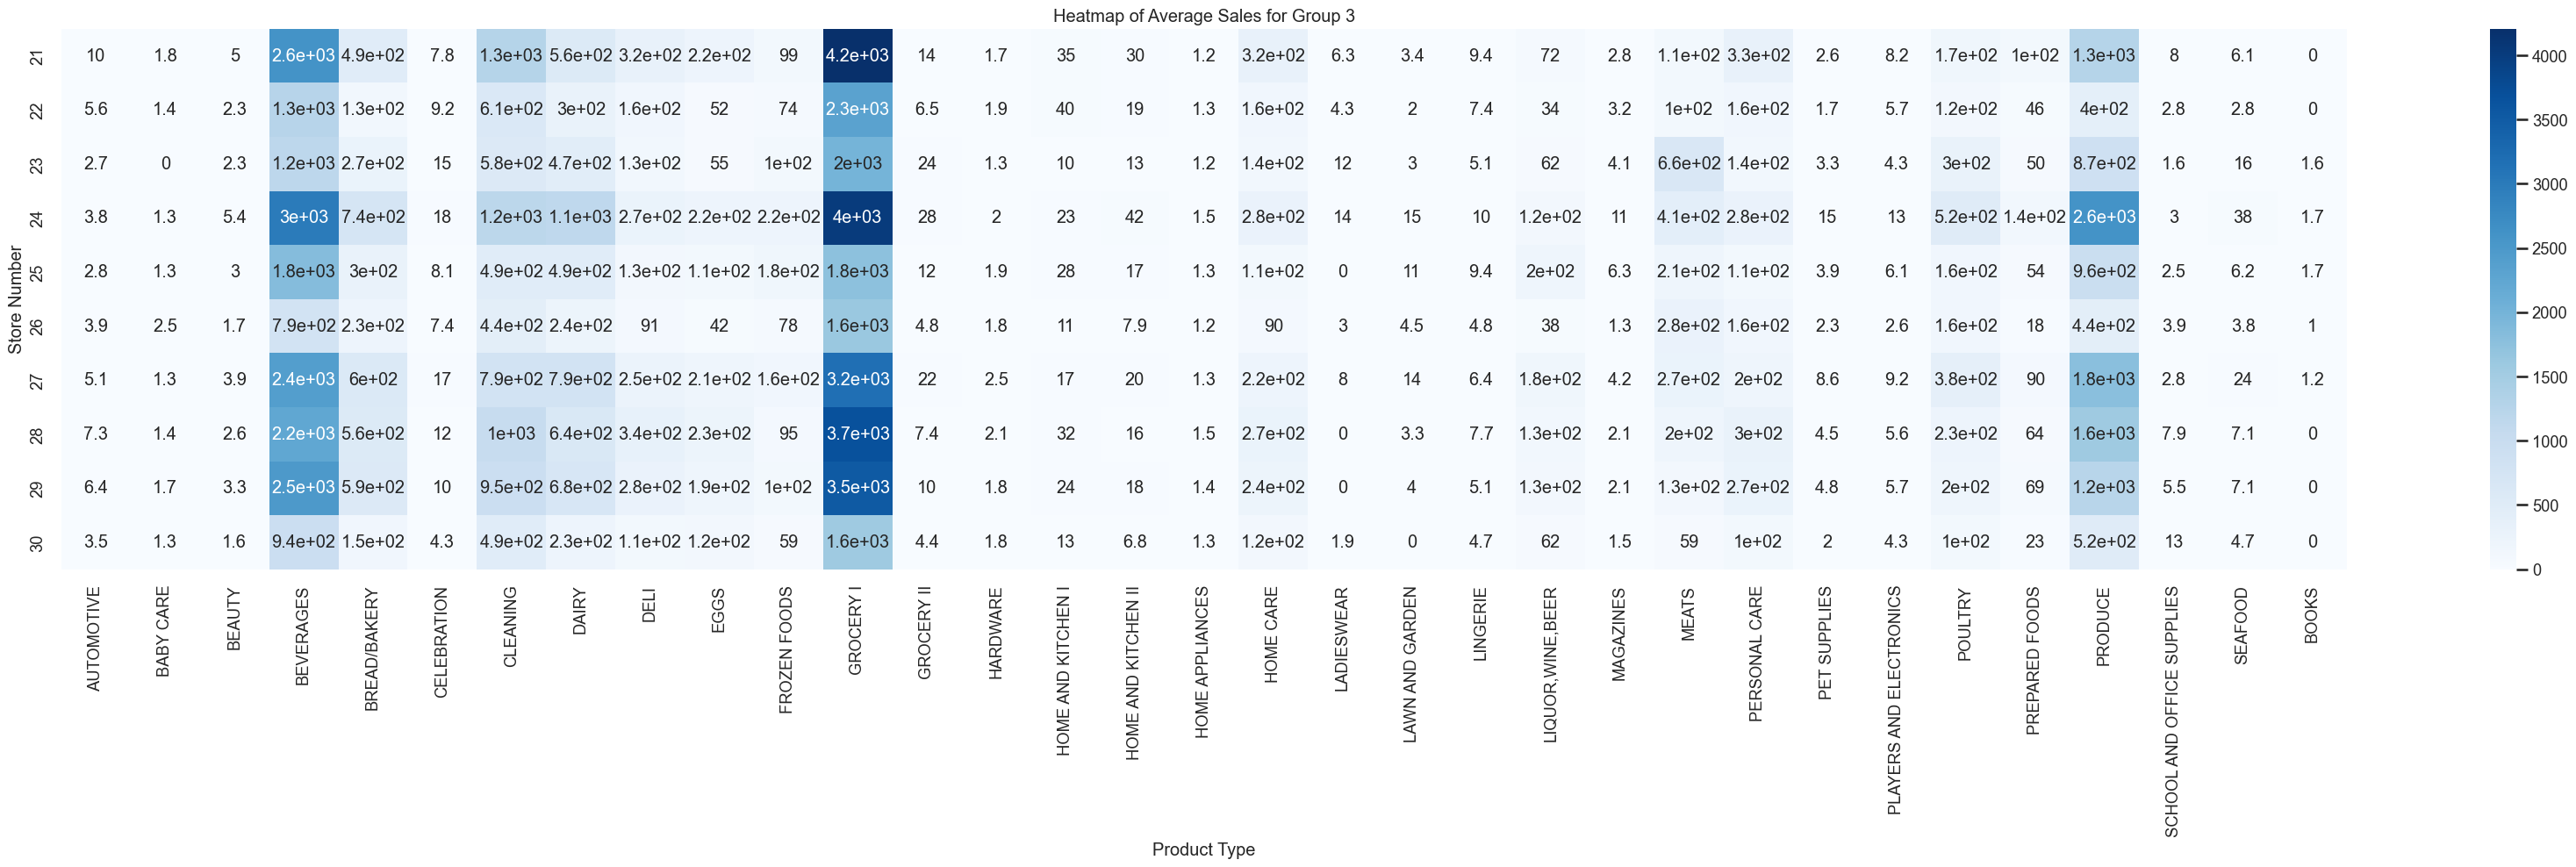 Heatmap of Average Sales for Group 3
Store Number
21 10 1.8 5 2.6e+03 4.9e+02 7.8 1.3e+03 5.6e+02 3.2e+02 2.2e+02 99 4.2e+03 14 1.7 35 30 1.2 3.2e+02 6.3 3.4 9.4 72 2.8 1.1e+02 3.3e+02 2.6 8.2 1.7e+02 1e+02 1.3e+03 8 6.1 0
22 5.6 1.4 2.3 1.3e+03 1.3e+02 9.2 6.1e+02 3e+02 1.6e+02 52 74 2.3e+03 6.5 1.9 40 19 1.3 1.6e+02 4.3 2 7.4 34 3.2 1e+02 1.6e+02 1.7 5.7 1.2e+02 46 4e+02 2.8 2.8 0
23 2.7 0 2.3 1.2e+03 2.7e+02 15 5.8e+02 4.7e+02 1.3e+02 55 1e+02 2e+03 24 1.3 10 13 1.2 1.4e+02 12 3 5.1 62 4.1 6.6e+02 1.4e+02 3.3 4.3 3e+02 50 8.7e+02 1.6 16 1.6
24 3.8 1.3 5.4 3e+03 7.4e+02 18 1.2e+03 1.1e+03 2.7e+02 2.2e+02 2.2e+02 4e+03 28 2 23 42 1.5 2.8e+02 14 15 10 1.2e+02 11 4.1e+02 2.8e+02 15 13 5.2e+02 1.4e+02 2.6e+03 3 38 1.7
25 2.8 1.3 3 1.8e+03 3e+02 8.1 4.9e+02 4.9e+02 1.3e+02 1.1e+02 1.8e+02 1.8e+03 12 1.9 28 17 1.3 1.1e+02 0 11 9.4 2e+02 6.3 2.1e+02 1.1e+02 3.9 6.1 1.6e+02 54 9.6e+02 2.5 6.2 1.7
26 3.9 2.5 1.7 7.9e+02 2.3e+02 7.4 4.4e+02 2.4e+02 91 42 78 1.6e+03 4.8 1.8 11 7.9 1.2 90 3 4.5 4.8 38 1.3 2.8e+02 1.6e+02 2.3 2.6 1.6e+02 18 4.4e+02 3.9 3.8 1
27 5.1 1.3 3.9 2.4e+03 6e+02 17 7.9e+02 7.9e+02 2.5e+02 2.1e+02 1.6e+02 3.2e+03 22 2.5 17 20 1.3 2.2e+02 8 14 6.4 1.8e+02 4.2 2.7e+02 2e+02 8.6 9.2 3.8e+02 90 1.8e+03 2.8 24 1.2
28 7.3 1.4 2.6 2.2e+03 5.6e+02 12 1e+03 6.4e+02 3.4e+02 2.3e+02 95 3.7e+03 7.4 2.1 32 16 1.5 2.7e+02 0 3.3 7.7 1.3e+02 2.1 2e+02 3e+02 4.5 5.6 2.3e+02 64 1.6e+03 7.9 7.1 0
29 6.4 1.7 3.3 2.5e+03 5.9e+02 10 9.5e+02 6.8e+02 2.8e+02 1.9e+02 1e+02 3.5e+03 10 1.8 24 18 1.4 2.4e+02 0 4 5.1 1.3e+02 2.1 1.3e+02 2.7e+02 4.8 5.7 2e+02 69 1.2e+03 5.5 7.1 0
30 3.5 1.3 1.6 9.4e+02 1.5e+02 4.3 4.9e+02 2.3e+02 1.1e+02 1.2e+02 59 1.6e+03 4.4 1.8 13 6.8 1.3 1.2e+02 1.9 0 4.7 62 1.5 59 1e+02 2 4.3 1e+02 23 5.2e+02 13 4.7 0
AUTOMOTIVE
BABY CARE
BEAUTY
BEVERAGES
BREAD/BAKERY
CELEBRATION
CLEANING
DAIRY
DELI
EGGS
FROZEN FOODS
GROCERY I
GROCERY II
HARDWARE
HOME AND KITCHEN I
HOME AND KITCHEN II
HOME APPLIANCES
HOME CARE
LADIESWEAR
LAWN AND GARDEN
LINGERIE
LIQUOR,WINE,BEER
MAGAZINES
MEATS
PERSONAL CARE
PET SUPPLIES
PLAYERS AND ELECTRONICS
POULTRY
PREPARED FOODS
PRODUCE
SCHOOL AND OFFICE SUPPLIES
SEAFOOD
BOOKS
Product Type
4000
3500
3000
2500
2000
1500
1000
500
0